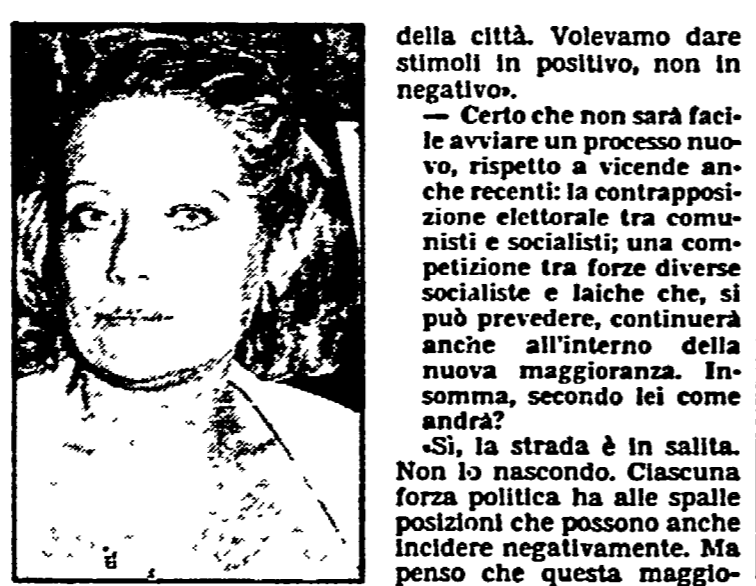 della città. Volevamo dare
stimoli in positivo, non in
negativo».
— Certo che non sarà faci-
le avviare un processo nuo-
vo, rispetto a vicende an-
che recenti: la contrapposi-
zione elettorale tra comu-
nisti e socialisti; una com-
petizione tra forze diverse
socialiste e laiche che, si
può prevedere, continuerà
anche all'interno della
nuova maggioranza. In-
somma, secondo lei come
andrà?
«Sì, la strada è in salita.
Non lo nascondo. Ciascuna
forza politica ha alle spalle
posizioni che possono anche
incidere negativamente. Ma
penso che questa maggio-